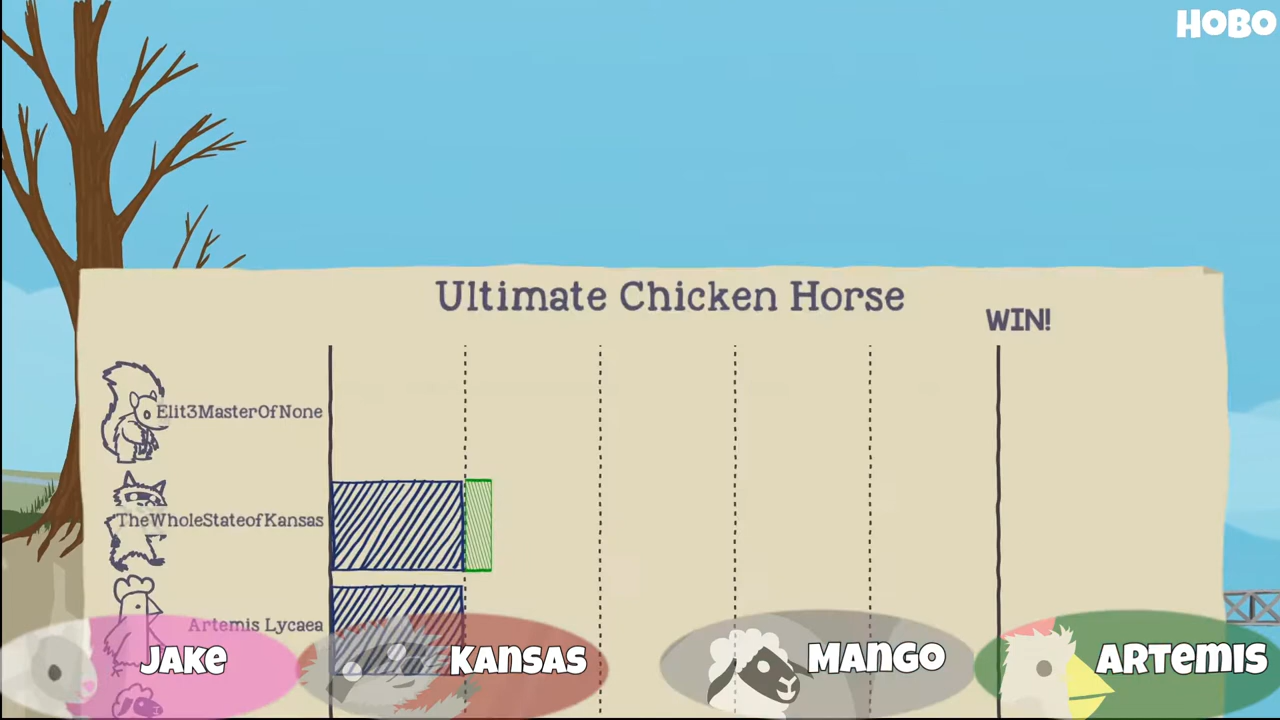 HOBO
Ultimate Chicken Horse
WIN!
Elit3MasterOfNone
TheWholeStateofKansas
Artemis Lycaea
JAKE
KANSAS
MANGO
ARTEMIS